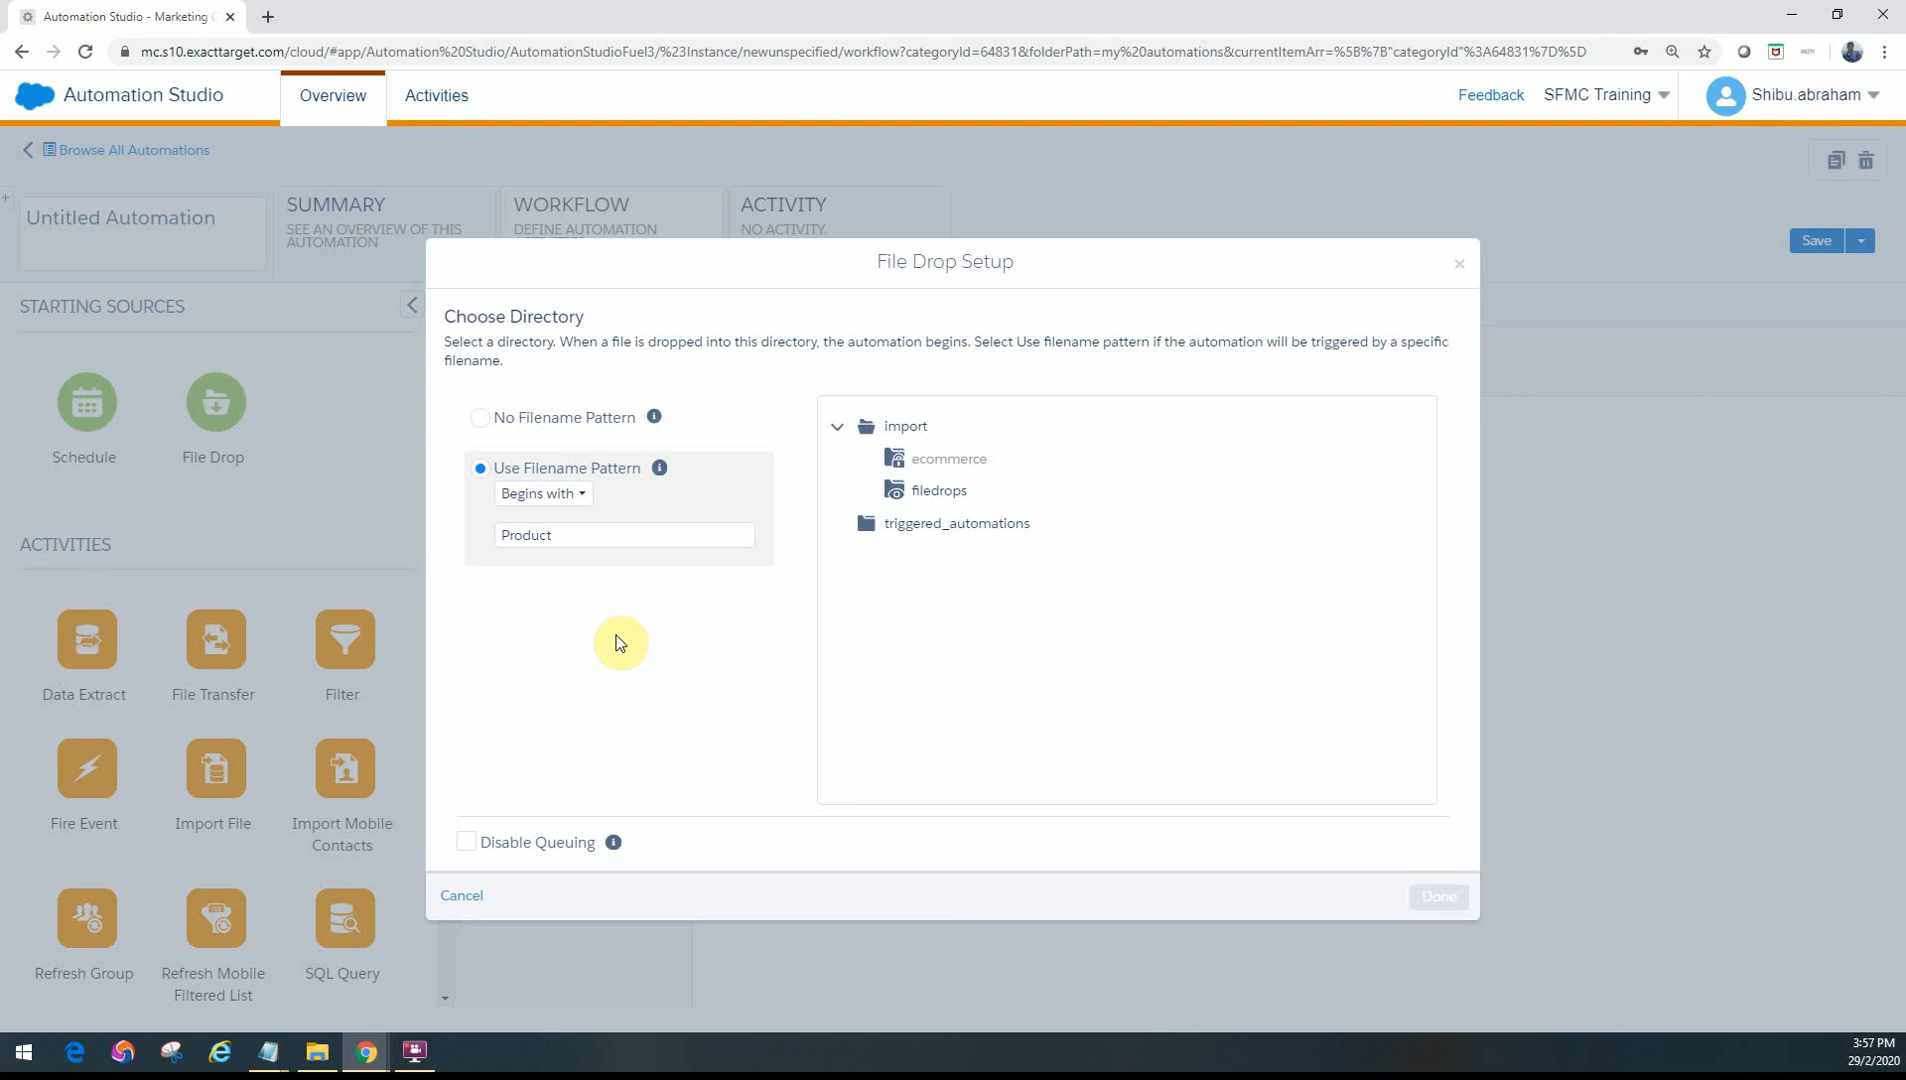 Automation Studio - Marketing C
mc.s10.exacttarget.com/cloud/#app/Automation%20Studio/AutomationStudioFuel3/%23Instance/newunspecified/workflow?categoryId=64831&folderPath=my%20automations&currentItemArr=%5B%7B"categoryId"%3A64831%7D%5D
Automation Studio
Overview
Activities
Feedback
SFMC Training
Shibu.abraham
Browse All Automations
Untitled Automation
SUMMARY
SEE AN OVERVIEW OF THIS
AUTOMATION
WORKFLOW
DEFINE AUTOMATION
ACTIVITY
NO ACTIVITY.
Save
STARTING SOURCES
Schedule
File Drop
ACTIVITIES
Data Extract
File Transfer
Filter
Fire Event
Import File
Import Mobile
Contacts
Refresh Group
Refresh Mobile
Filtered List
SQL Query
File Drop Setup
Choose Directory
Select a directory. When a file is dropped into this directory, the automation begins. Select Use filename pattern if the automation will be triggered by a specific
filename.
No Filename Pattern
Use Filename Pattern
Begins with
Product
import
ecommerce
filedrops
triggered_automations
Disable Queuing
Cancel
Done
3:57 PM
29/2/2020